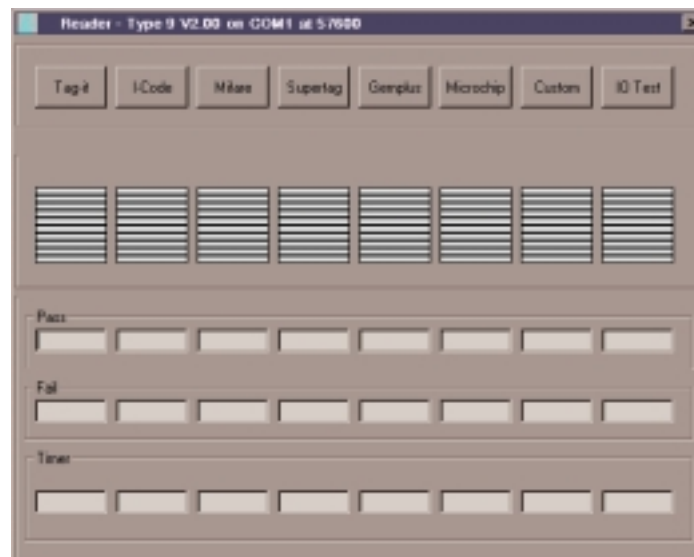 Reader - Type 9 V2.00 on COM1 at 57600
Tag-it I-Code Mifare Supertag Gemplus Microchip Custom IO Test
Pass
Fail
Timer